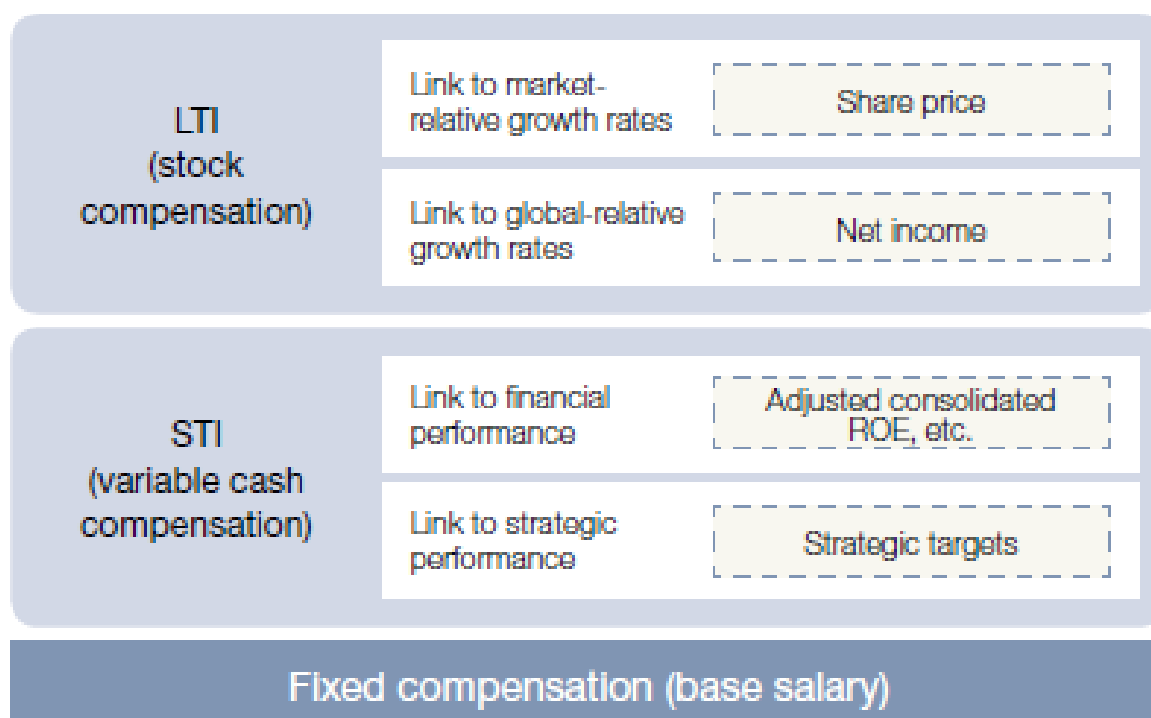 LTI
(stock
compensation)
Link to market-
relative growth rates
Share price
Link to global-relative
growth rates
Net income
STI
(variable cash
compensation)
Link to financial
performance
Adjusted consolidated
ROE, etc.
Link to strategic
performance
Strategic targets
Fixed compensation (base salary)